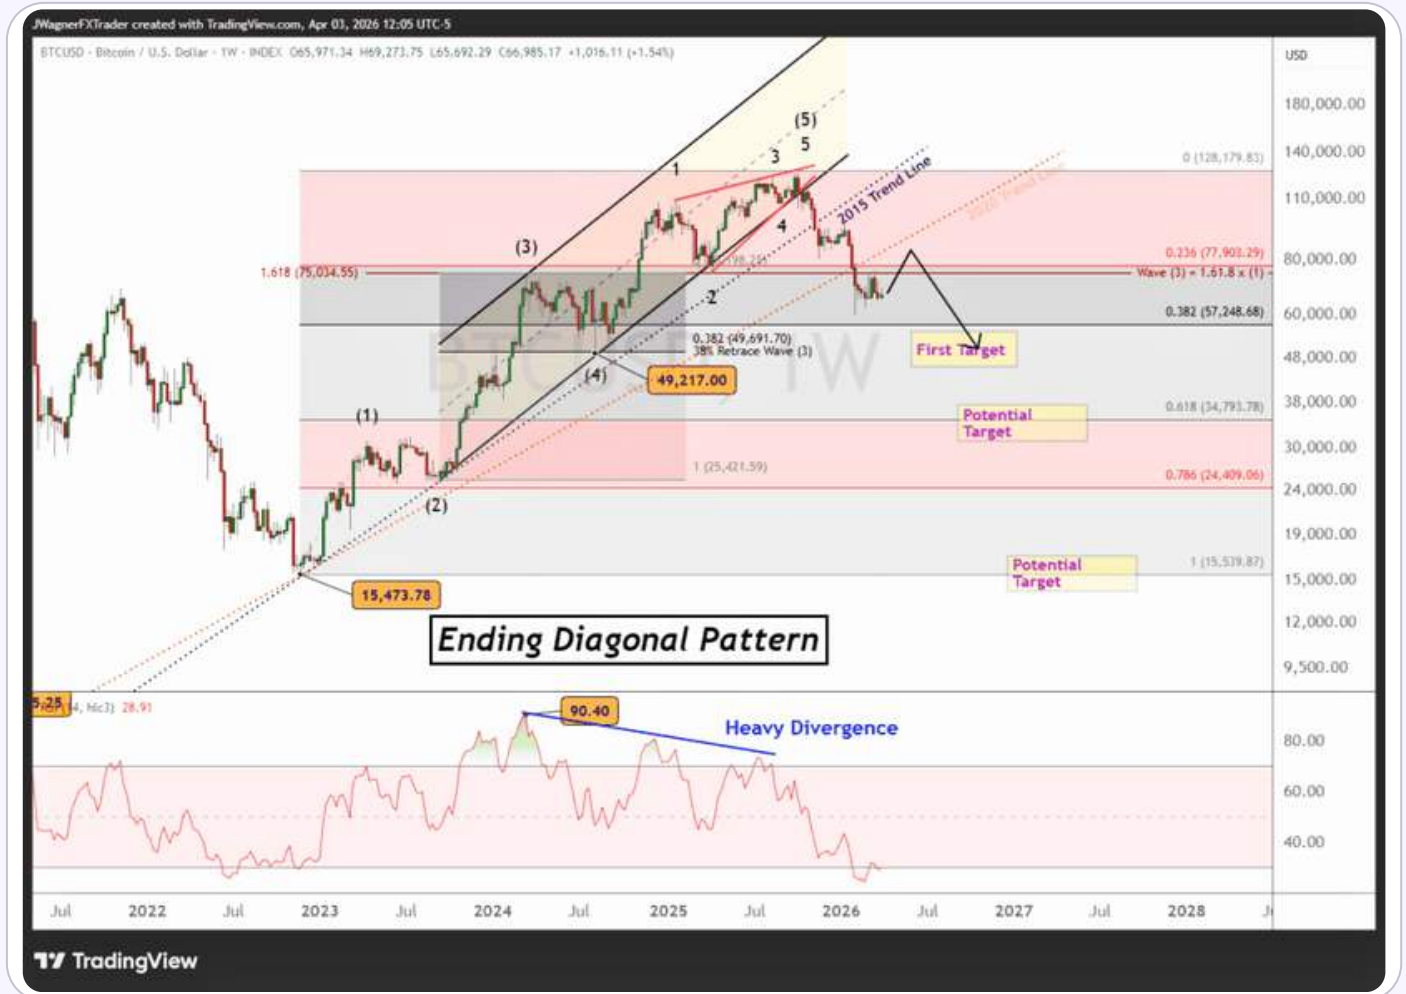 JWagnerFXTrader created with TradingView.com, Apr 03, 2026 12:05 UTC-5
BTCUSD · Bitcoin / U.S. Dollar · 1W · INDEX O65,971.34 H69,273.75 L65,692.29 C66,985.17 +1,016.11 (+1.54%)
USD
180,000.00
(5)
5
140,000.00
3
0 (128,179.83)
1
2015 Trend Line
2020 Trend Line
110,000.00
4
(3)
0.236 (77,903.29)
80,000.00
1.618 (75,034.55)
Wave (3) = 1.61.8 x (1)
2
0.382 (57,248.68)
60,000.00
BTCUSD, 1W
0.382 (49,691.70)
38% Retrace Wave (3)
First Target
48,000.00
(4)
49,217.00
38,000.00
(1)
Potential
Target
0.618 (34,793.78)
30,000.00
1 (25,421.59)
0.786 (24,409.06)
24,000.00
(2)
19,000.00
Potential
Target
1 (15,539.87)
15,473.78
15,000.00
12,000.00
Ending Diagonal Pattern
9,500.00
14, hlc3) 28.91
90.40
Heavy Divergence
80.00
60.00
40.00
Jul 2022 Jul 2023 Jul 2024 Jul 2025 Jul 2026 Jul 2027 Jul 2028
TradingView